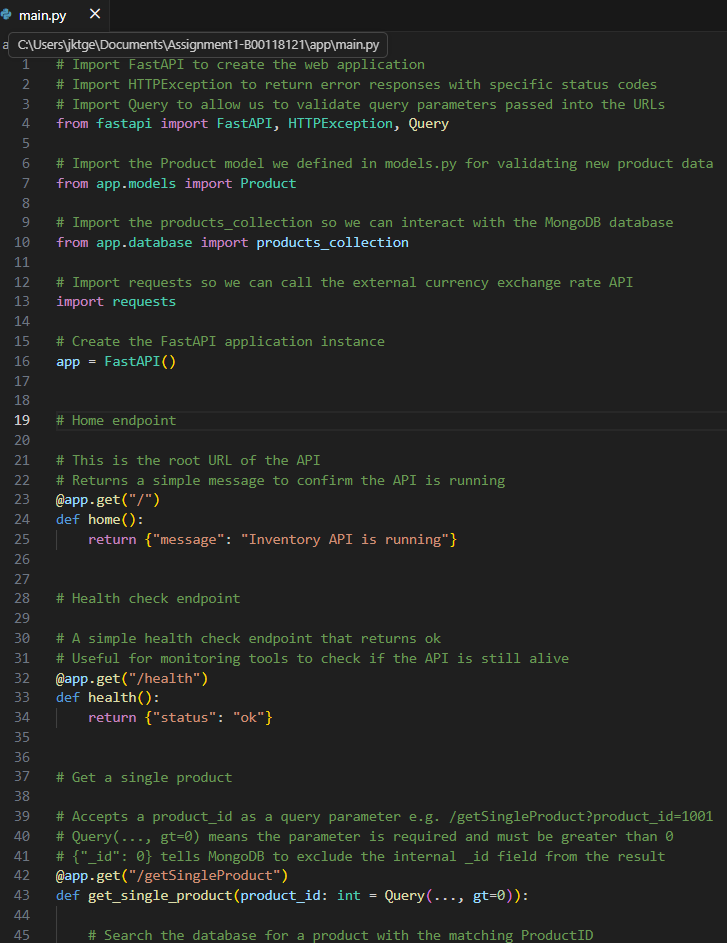 main.py ×
C:\Users\jktge\Documents\Assignment1-B00118121\app\main.py
1 # Import FastAPI to create the web application
2 # Import HTTPException to return error responses with specific status codes
3 # Import Query to allow us to validate query parameters passed into the URLs
4 from fastapi import FastAPI, HTTPException, Query
5
6 # Import the Product model we defined in models.py for validating new product data
7 from app.models import Product
8
9 # Import the products_collection so we can interact with the MongoDB database
10 from app.database import products_collection
11
12 # Import requests so we can call the external currency exchange rate API
13 import requests
14
15 # Create the FastAPI application instance
16 app = FastAPI()
17
18
19 # Home endpoint
20
21 # This is the root URL of the API
22 # Returns a simple message to confirm the API is running
23 @app.get("/")
24 def home():
25     return {"message": "Inventory API is running"}
26
27
28 # Health check endpoint
29
30 # A simple health check endpoint that returns ok
31 # Useful for monitoring tools to check if the API is still alive
32 @app.get("/health")
33 def health():
34     return {"status": "ok"}
35
36
37 # Get a single product
38
39 # Accepts a product_id as a query parameter e.g. /getSingleProduct?product_id=1001
40 # Query(..., gt=0) means the parameter is required and must be greater than 0
41 # {"_id": 0} tells MongoDB to exclude the internal _id field from the result
42 @app.get("/getSingleProduct")
43 def get_single_product(product_id: int = Query(..., gt=0)):
44
45     # Search the database for a product with the matching ProductID